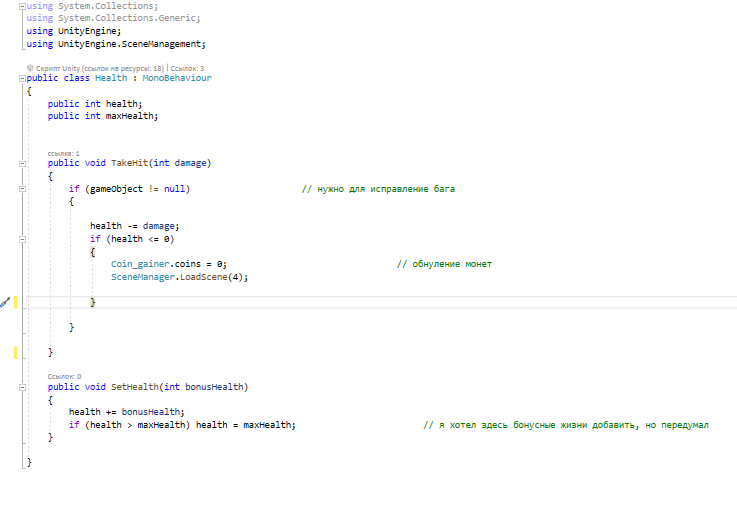 using System.Collections;
using System.Collections.Generic;
using UnityEngine;
using UnityEngine.SceneManagement;
Скрипт Unity (ссылок на ресурсы: 18) | Ссылок: 3
public class Health : MonoBehaviour
{
public int health;
public int maxHealth;
ссылка: 1
public void TakeHit(int damage)
{
if (gameObject != null) // нужно для исправление бага
{
health -= damage;
if (health <= 0)
{
Coin_gainer.coins = 0; // обнуление монет
SceneManager.LoadScene(4);
}
}
}
Ссылок: 0
public void SetHealth(int bonusHealth)
{
health += bonusHealth;
if (health > maxHealth) health = maxHealth; // я хотел здесь бонусные жизни добавить, но передумал
}
}